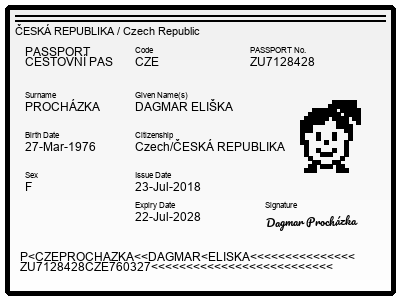 ČESKÁ REPUBLIKA / Czech Republic
PASSPORT
CESTOVNÍ PAS
Code
CZE
PASSPORT No.
ZU7128428
Surname
PROCHÁZKA
Given Name(s)
DAGMAR ELIŠKA
Birth Date
27-Mar-1976
Citizenship
Czech/ČESKÁ REPUBLIKA
Sex
F
Issue Date
23-Jul-2018
Expiry Date
22-Jul-2028
Signature
Dagmar Procházka
P<CZEPROCHAZKA<<DAGMAR<ELISKA<<<<<<<<<<<<<<<
ZU7128428CZE760327<<<<<<<<<<<<<<<<<<<<<<<<<<